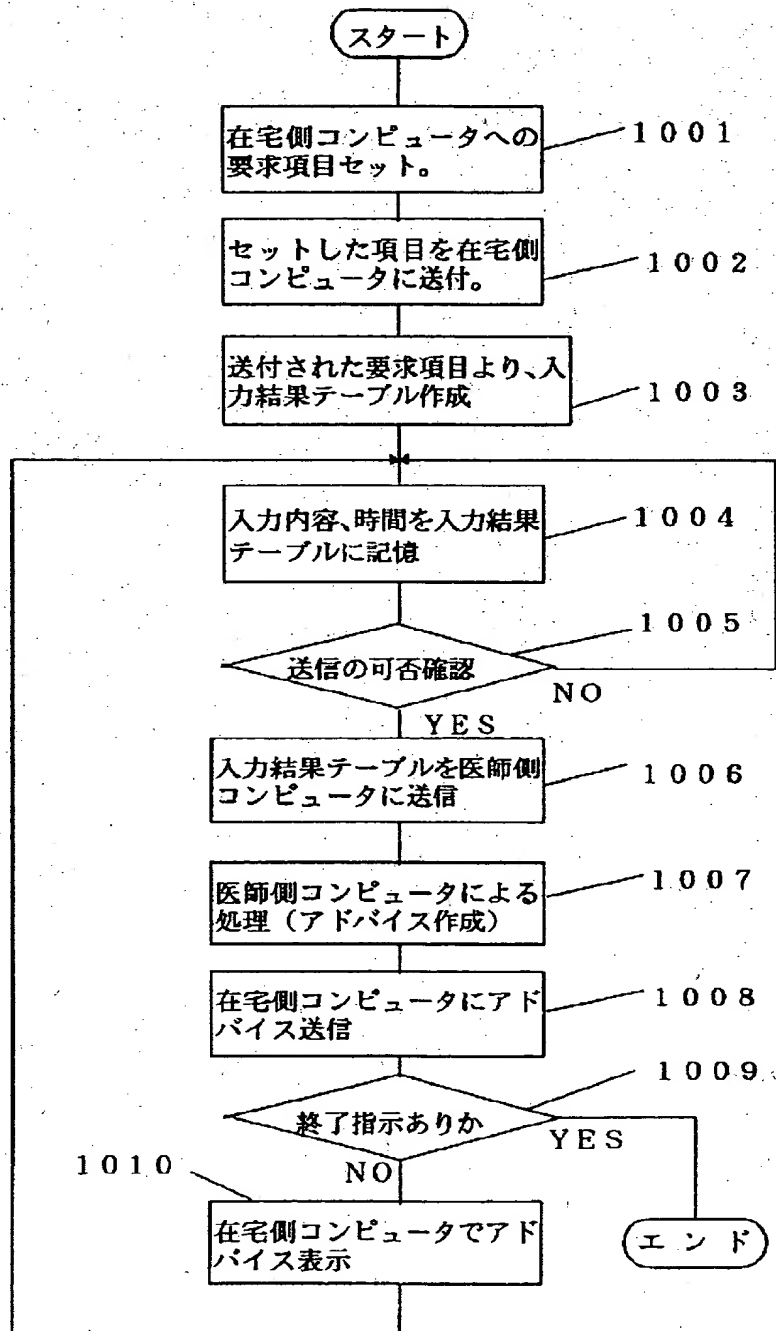 スタート
在宅側コンピュータへの
要求項目セット。
1001
セットした項目を在宅側
コンピュータに送付。
1002
送付された要求項目より、入
力結果テーブル作成
1003
入力内容、時間を入力結果
テーブルに記憶
1004
送信の可否確認
1005
NO
YES
入力結果テーブルを医師側
コンピュータに送信
1006
医師側コンピュータによる
処理（アドバイス作成）
1007
在宅側コンピュータにアド
バイス送信
1008
終了指示ありか
1009
YES
NO
1010
在宅側コンピュータでアド
バイス表示
エンド